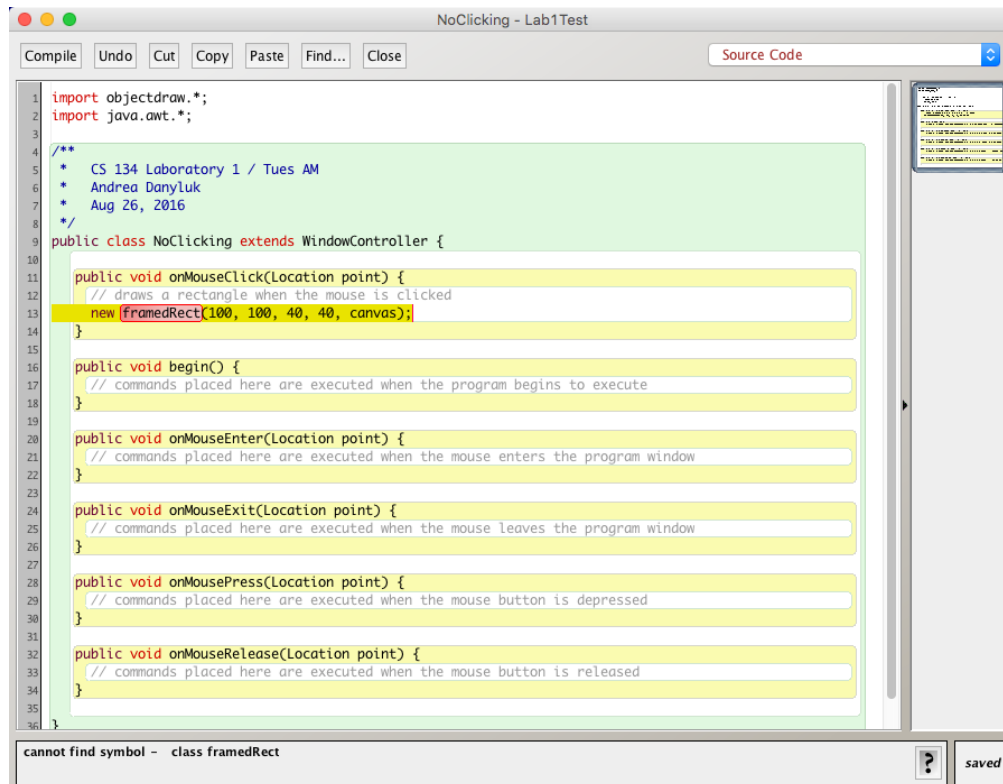 NoClicking - Lab1Test
Compile Undo Cut Copy Paste Find... Close Source Code
1 import objectdraw.*;
2 import java.awt.*;
3
4 /**
5 * CS 134 Laboratory 1 / Tues AM
6 * Andrea Danyluk
7 * Aug 26, 2016
8 */
9 public class NoClicking extends WindowController {
10
11 public void onMouseClick(Location point) {
12 // draws a rectangle when the mouse is clicked
13 new framedRect(100, 100, 40, 40, canvas);
14 }
15
16 public void begin() {
17 // commands placed here are executed when the program begins to execute
18 }
19
20 public void onMouseEnter(Location point) {
21 // commands placed here are executed when the mouse enters the program window
22 }
23
24 public void onMouseExit(Location point) {
25 // commands placed here are executed when the mouse leaves the program window
26 }
27
28 public void onMousePress(Location point) {
29 // commands placed here are executed when the mouse button is depressed
30 }
31
32 public void onMouseRelease(Location point) {
33 // commands placed here are executed when the mouse button is released
34 }
35
36 }
cannot find symbol - class framedRect ? saved